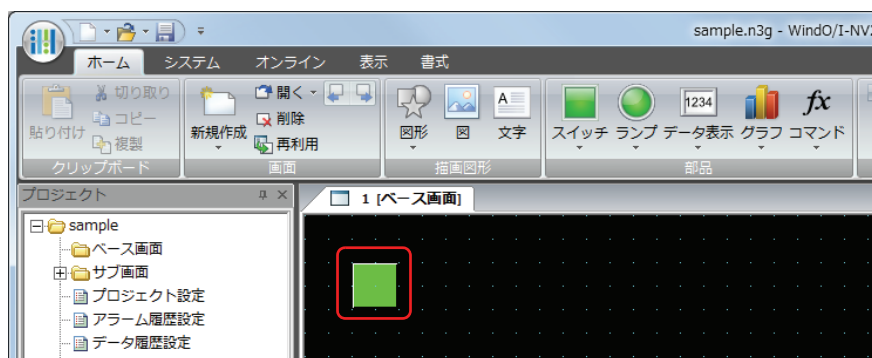 sample.n3g - WindO/I-NV
ホーム システム オンライン 表示 書式
貼り付け
切り取り
コピー
複製
クリップボード
新規作成
開く
削除
再利用
画面
図形 図 文字
描画図形
1234
fx
スイッチ ランプ データ表示 グラフ コマンド
部品
プロジェクト
1 [ベース画面]
sample
ベース画面
サブ画面
プロジェクト設定
アラーム履歴設定
データ履歴設定